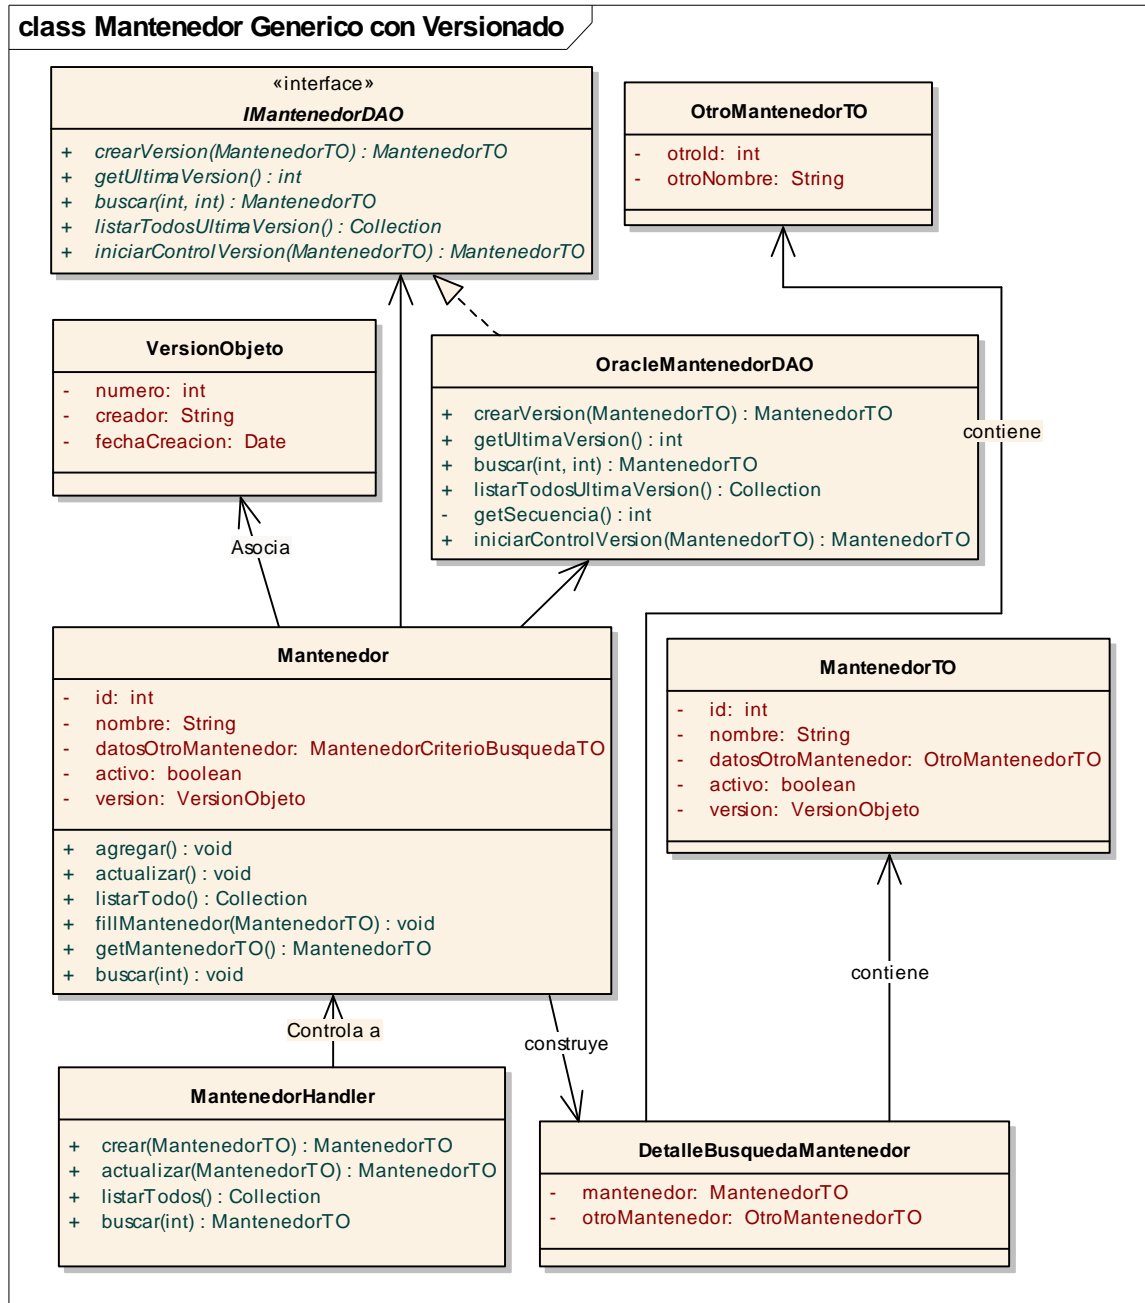 class Mantenedor Generico con Versionado
«interface»
IMantenedorDAO
+ crearVersion(MantenedorTO) : MantenedorTO
+ getUltimaVersion() : int
+ buscar(int, int) : MantenedorTO
+ listarTodosUltimaVersion() : Collection
+ iniciarControlVersion(MantenedorTO) : MantenedorTO
OtroMantenedorTO
- otroId: int
- otroNombre: String
VersionObjeto
- numero: int
- creador: String
- fechaCreacion: Date
OracleMantenedorDAO
+ crearVersion(MantenedorTO) : MantenedorTO
+ getUltimaVersion() : int
+ buscar(int, int) : MantenedorTO
+ listarTodosUltimaVersion() : Collection
- getSecuencia() : int
+ iniciarControlVersion(MantenedorTO) : MantenedorTO
contiene
Asocia
Mantenedor
- id: int
- nombre: String
- datosOtroMantenedor: MantenedorCriterioBusquedaTO
- activo: boolean
- version: VersionObjeto
+ agregar() : void
+ actualizar() : void
+ listarTodo() : Collection
+ fillMantenedor(MantenedorTO) : void
+ getMantenedorTO() : MantenedorTO
+ buscar(int) : void
MantenedorTO
- id: int
- nombre: String
- datosOtroMantenedor: OtroMantenedorTO
- activo: boolean
- version: VersionObjeto
contiene
Controla a
construye
MantenedorHandler
+ crear(MantenedorTO) : MantenedorTO
+ actualizar(MantenedorTO) : MantenedorTO
+ listarTodos() : Collection
+ buscar(int) : MantenedorTO
DetalleBusquedaMantenedor
- mantenedor: MantenedorTO
- otroMantenedor: OtroMantenedorTO